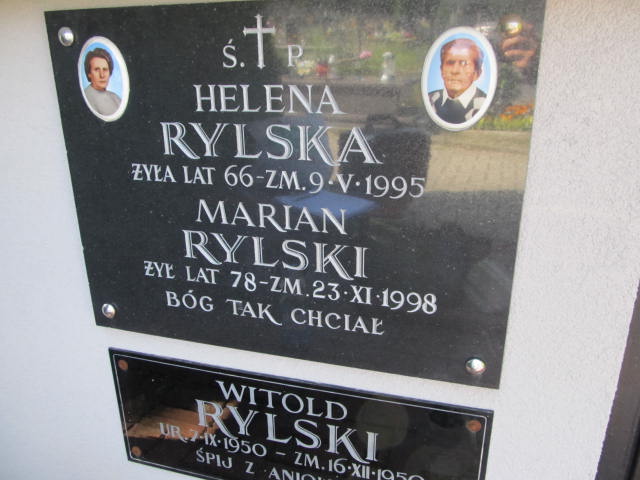 Ś. P.
HELENA
RYLSKA
ŻYŁA LAT 66-ZM. 9·V·1995
MARIAN
RYLSKI
ŻYŁ LAT 78-ZM. 23·XI·1998
BÓG TAK CHCIAŁ
WITOLD
RYLSKI
UR. 7·IX·1950 - ZM. 16·XII·1950
ŚPIJ Z